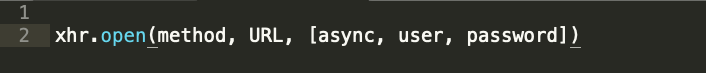 1
2 xhr.open(method, URL, [async, user, password])